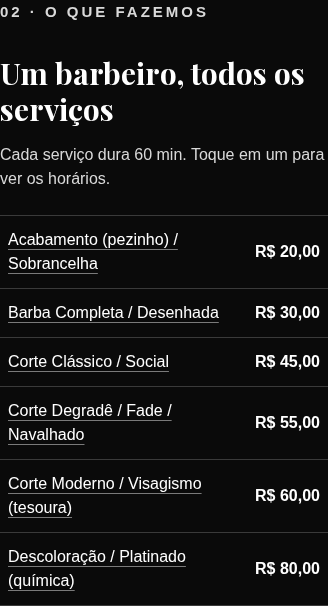 02 · O QUE FAZEMOS
Um barbeiro, todos os
serviços
Cada serviço dura 60 min. Toque em um para
ver os horários.
Acabamento (pezinho) /
Sobrancelha
R$ 20,00
Barba Completa / Desenhada
R$ 30,00
Corte Clássico / Social
R$ 45,00
Corte Degradê / Fade /
Navalhado
R$ 55,00
Corte Moderno / Visagismo
(tesoura)
R$ 60,00
Descoloração / Platinado
(química)
R$ 80,00